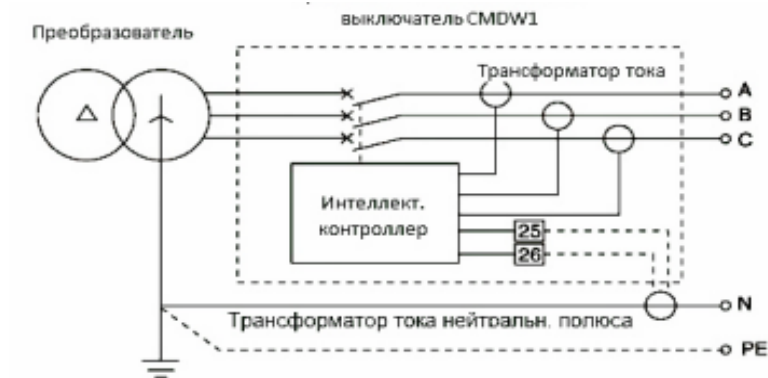 выключатель CMDW1
Преобразователь
Трансформатор тока
A
B
C
Интеллект.
контроллер
25
26
N
Трансформатор тока нейтральн. полюса
PE